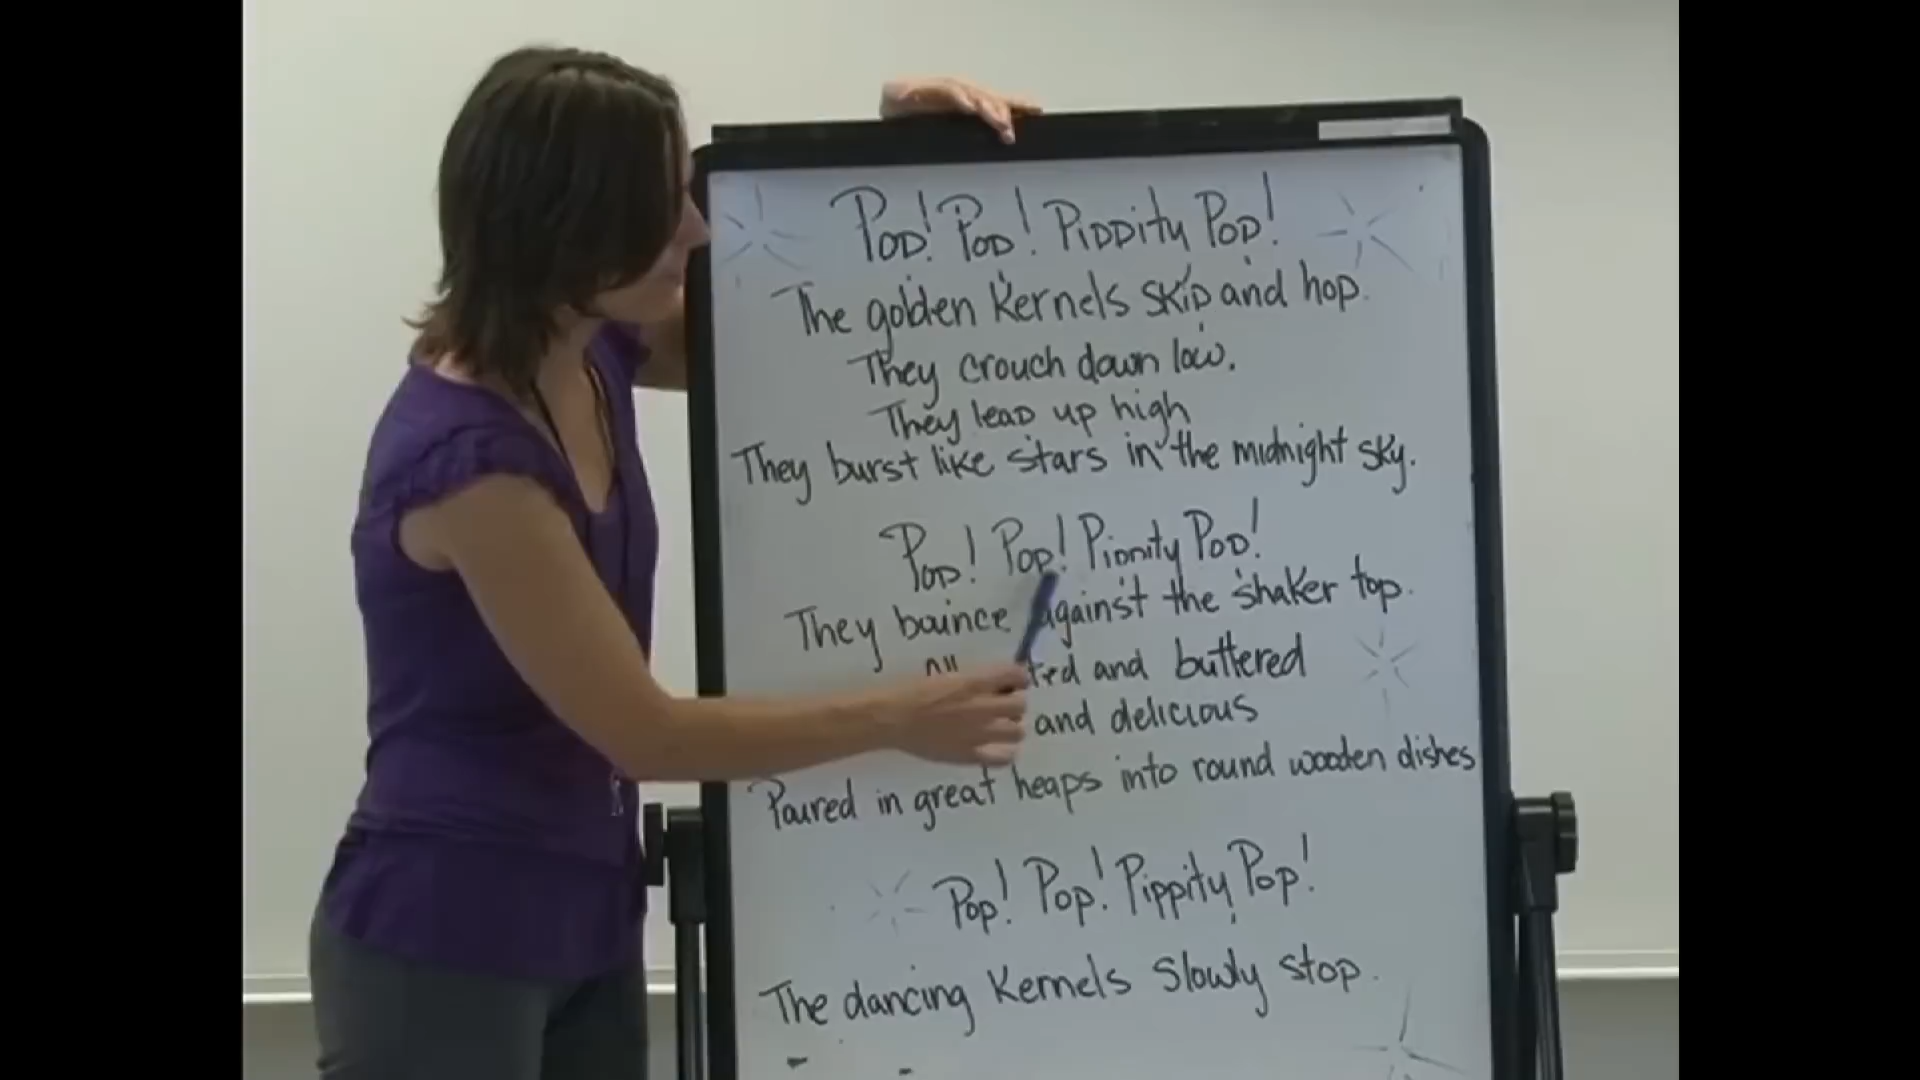 Pop! Pop! Pippity Pop!
The golden kernels skip and hop.
They crouch down low.
They leap up high
They burst like stars in the midnight sky.
Pop! Pop! Pippity Pop!
They bounce against the shaker top.
and buttered
and delicious
Poured in great heaps into round wooden dishes
Pop! Pop! Pippity Pop!
The dancing kernels slowly stop.